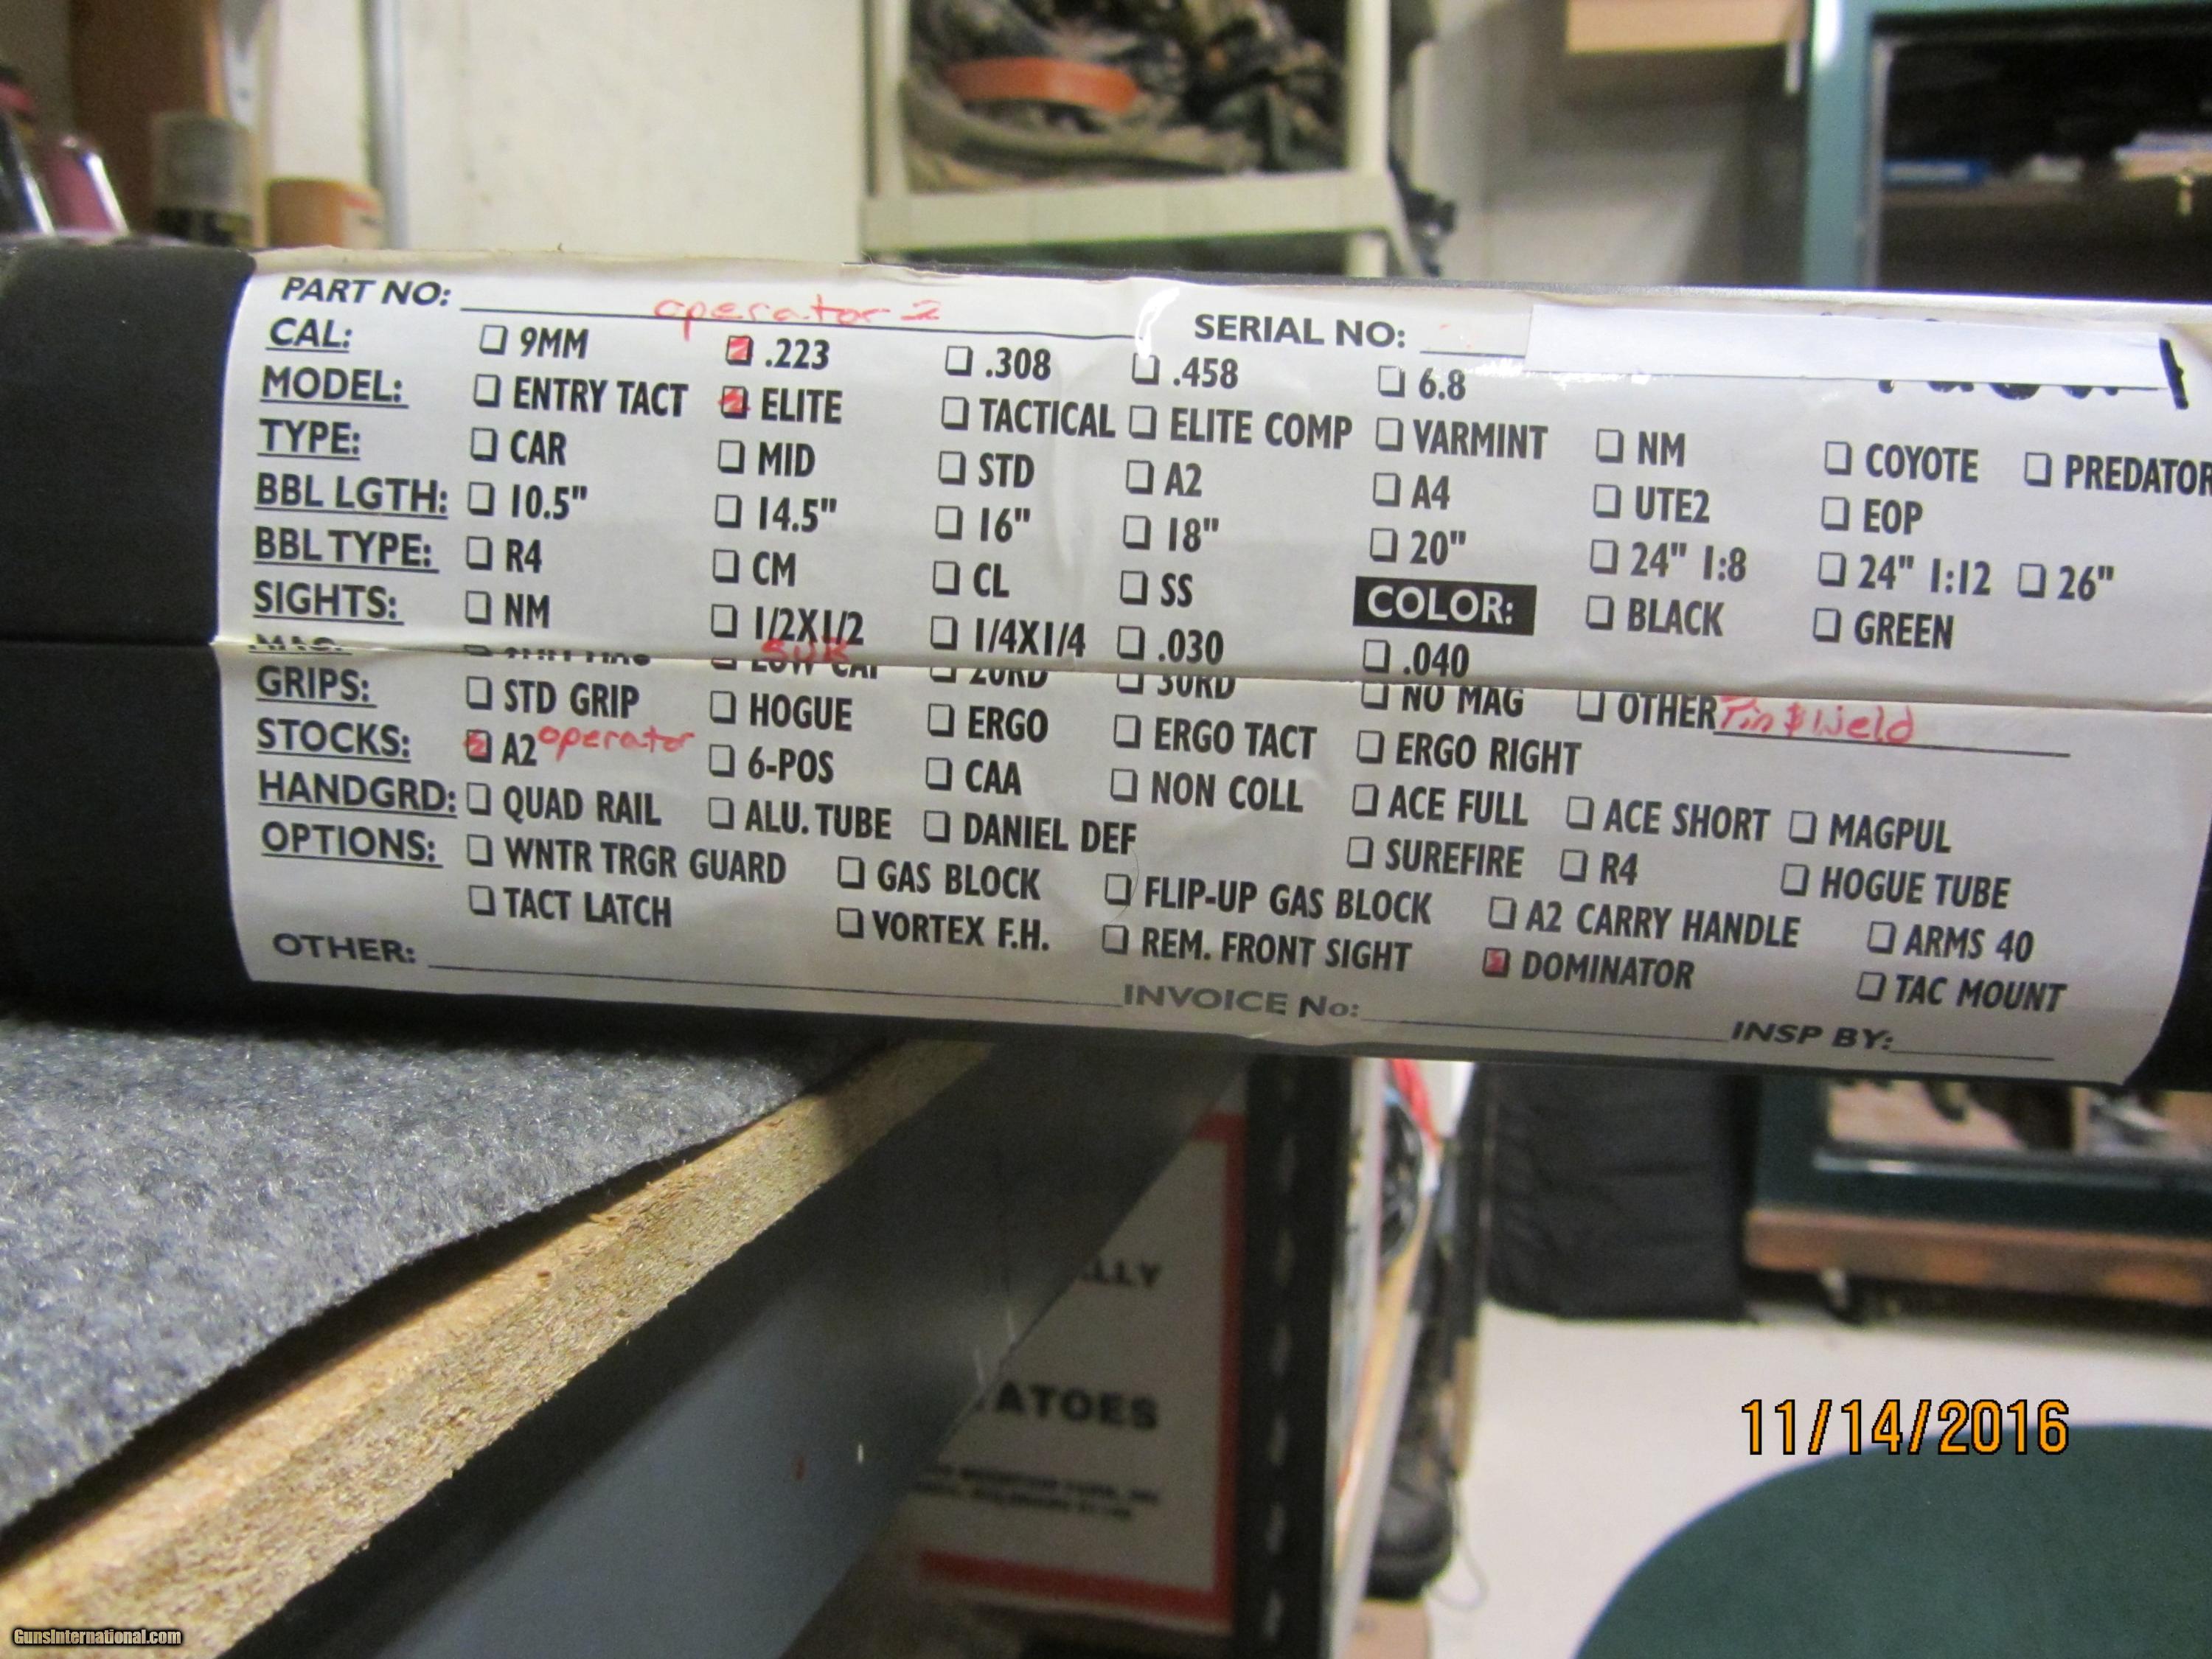 PART NO: operator 2 SERIAL NO:
CAL: ❏ 9MM ❏ .223 ❏ .308 ❏ .458 ❏ 6.8
MODEL: ❏ ENTRY TACT ❏ ELITE ❏ TACTICAL ❏ ELITE COMP ❏ VARMINT ❏ NM ❏ COYOTE ❏ PREDATOR
TYPE: ❏ CAR ❏ MID ❏ STD ❏ A2 ❏ A4 ❏ UTE2 ❏ EOP
BBL LGTH: ❏ 10.5" ❏ 14.5" ❏ 16" ❏ 18" ❏ 20" ❏ 24" 1:8 ❏ 24" 1:12 ❏ 26"
BBL TYPE: ❏ R4 ❏ CM ❏ CL ❏ SS COLOR: ❏ BLACK ❏ GREEN
SIGHTS: ❏ NM ❏ 1/2X1/2 ❏ 1/4X1/4 ❏ .030 ❏ .040
LOW CAP ❏ 20RD ❏ 30RD ❏ NO MAG ❏ OTHER Pin & Weld
GRIPS: ❏ STD GRIP ❏ HOGUE ❏ ERGO ❏ ERGO TACT ❏ ERGO RIGHT
STOCKS: ❏ A2 operator ❏ 6-POS ❏ CAA ❏ NON COLL ❏ ACE FULL ❏ ACE SHORT ❏ MAGPUL
HANDGRD: ❏ QUAD RAIL ❏ ALU. TUBE ❏ DANIEL DEF ❏ SUREFIRE ❏ R4 ❏ HOGUE TUBE
OPTIONS: ❏ WNTR TRGR GUARD ❏ GAS BLOCK ❏ FLIP-UP GAS BLOCK ❏ A2 CARRY HANDLE ❏ ARMS 40
❏ TACT LATCH ❏ VORTEX F.H. ❏ REM. FRONT SIGHT ❏ DOMINATOR ❏ TAC MOUNT
OTHER: INVOICE No: INSP BY:
LLY
ATOES
11/14/2016
GunsInternational.com